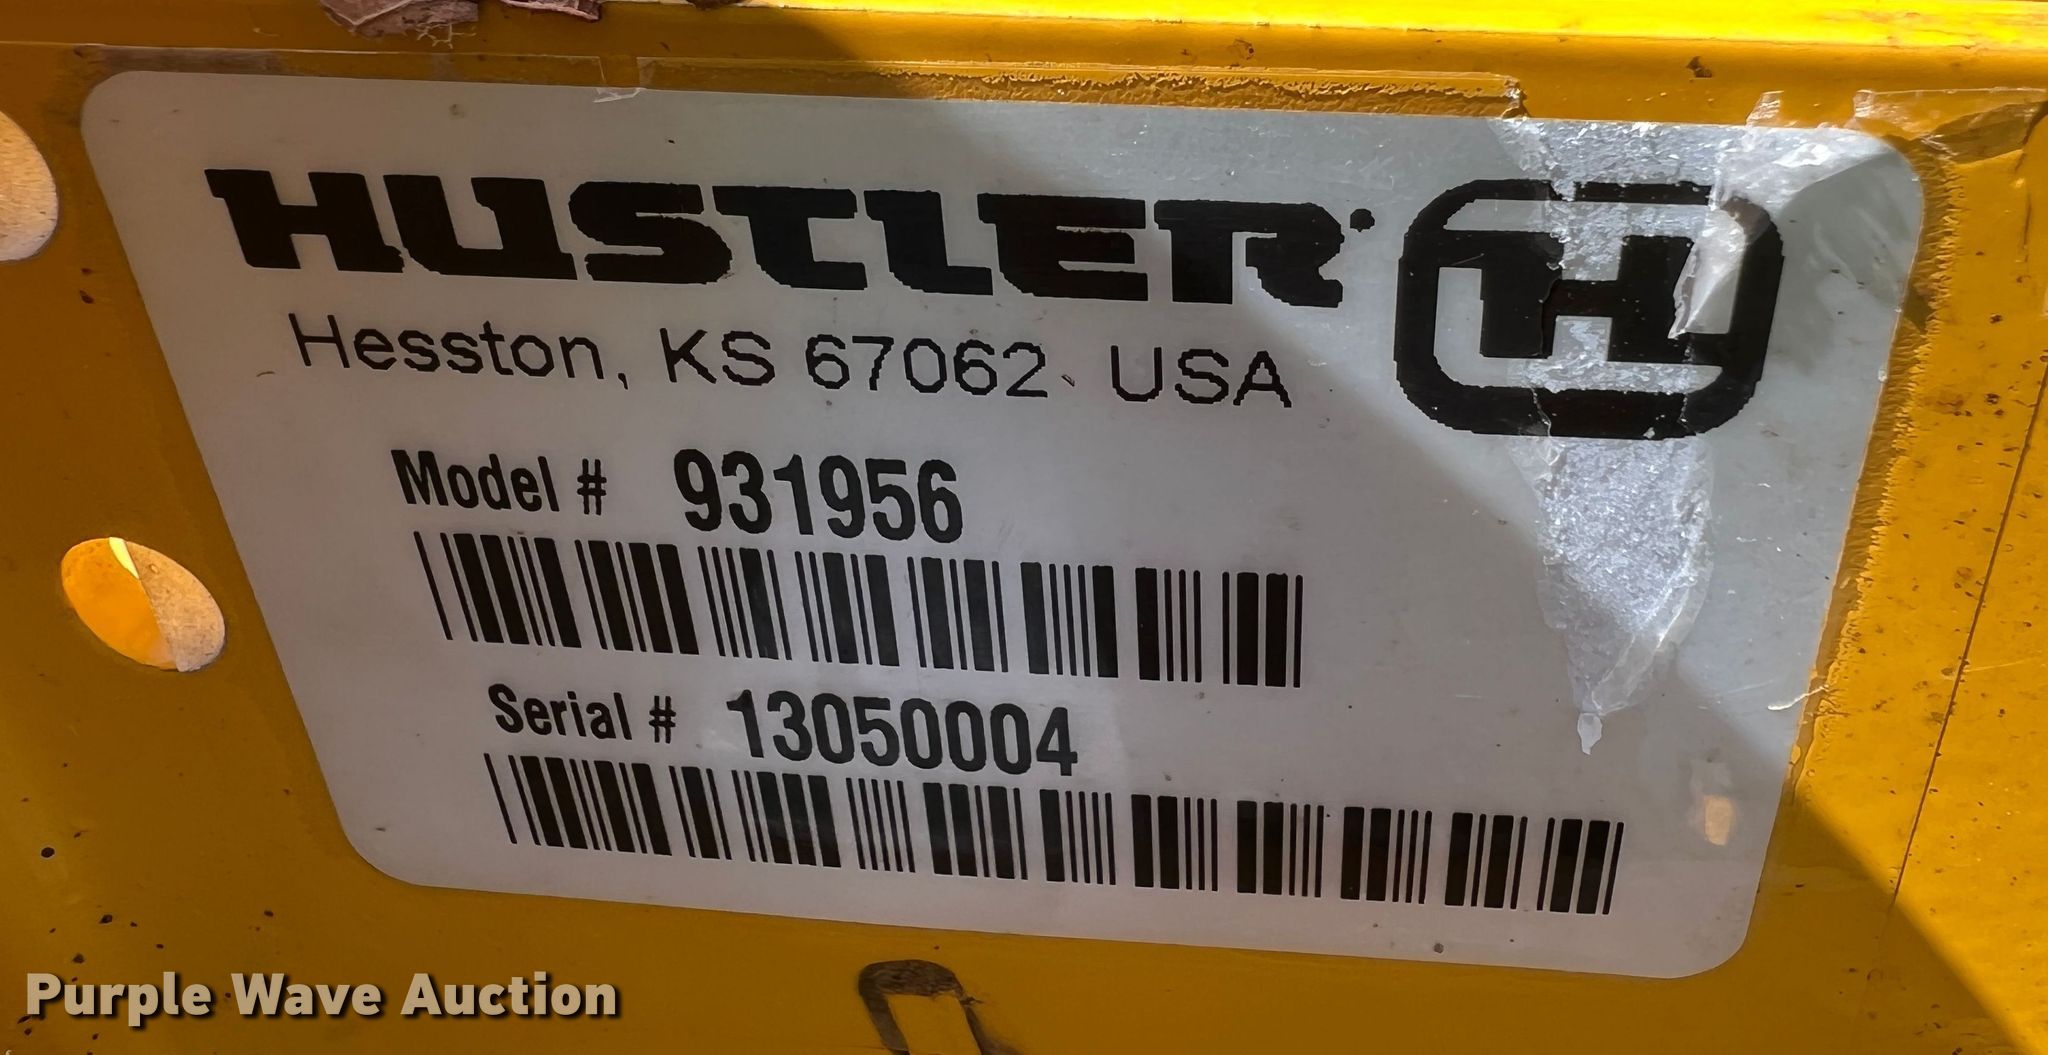 HUSTLER
H
Hesston, KS 67062 USA
Model # 931956
Serial # 13050004
Purple Wave Auction